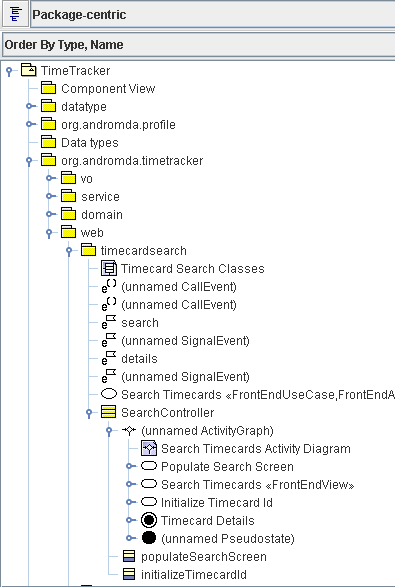 Package-centric
Order By Type, Name
TimeTracker
Component View
datatype
org.andromda.profile
Data types
org.andromda.timetracker
vo
service
domain
web
timecardsearch
Timecard Search Classes
(unnamed CallEvent)
(unnamed CallEvent)
search
(unnamed SignalEvent)
details
(unnamed SignalEvent)
Search Timecards «FrontEndUseCase,FrontEndA
SearchController
(unnamed ActivityGraph)
Search Timecards Activity Diagram
Populate Search Screen
Search Timecards «FrontEndView»
Initialize Timecard Id
Timecard Details
(unnamed Pseudostate)
populateSearchScreen
initializeTimecardId